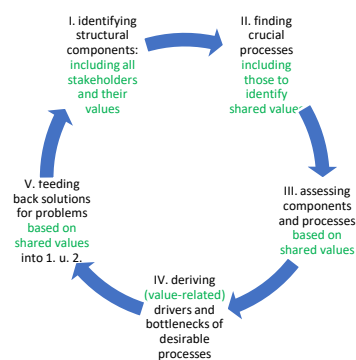 I. identifying
structural
components:
including all
stakeholders
and their
values
II. finding
crucial
processes
including
those to
identify
shared values
III. assessing
components
and processes
based on
shared values
IV. deriving
(value-related)
drivers and
bottlenecks of
desirable
processes
V. feeding
back solutions
for problems
based on
shared values
into 1. u. 2.